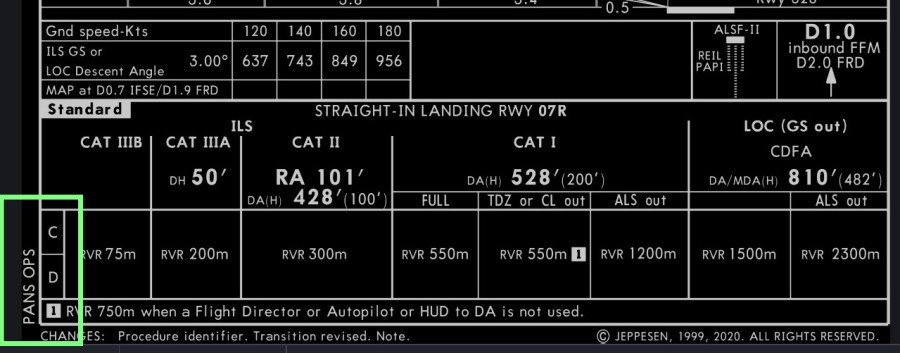 0.5
Gnd speed-Kts 120 140 160 180
ALSF-II
D1.0
ILS GS or
LOC Descent Angle 3.00° 637 743 849 956
REIL
PAPI
inbound FFM
D2.0 FRD
MAP at D0.7 IFSE/D1.9 FRD
Standard STRAIGHT-IN LANDING RWY 07R
ILS LOC (GS out)
CAT IIIB CAT IIIA CAT II CAT I CDFA
DH 50' RA 101' DA(H) 528'(200') DA/MDA(H) 810'(482')
DA(H) 428'(100')
FULL TDZ or CL out ALS out ALS out
PANS OPS
C
D
RVR 75m RVR 200m RVR 300m RVR 550m RVR 550m 1 RVR 1200m RVR 1500m RVR 2300m
1 RVR 750m when a Flight Director or Autopilot or HUD to DA is not used.
CHANGES: Procedure identifier. Transition revised. Note. © JEPPESEN, 1999, 2020. ALL RIGHTS RESERVED.